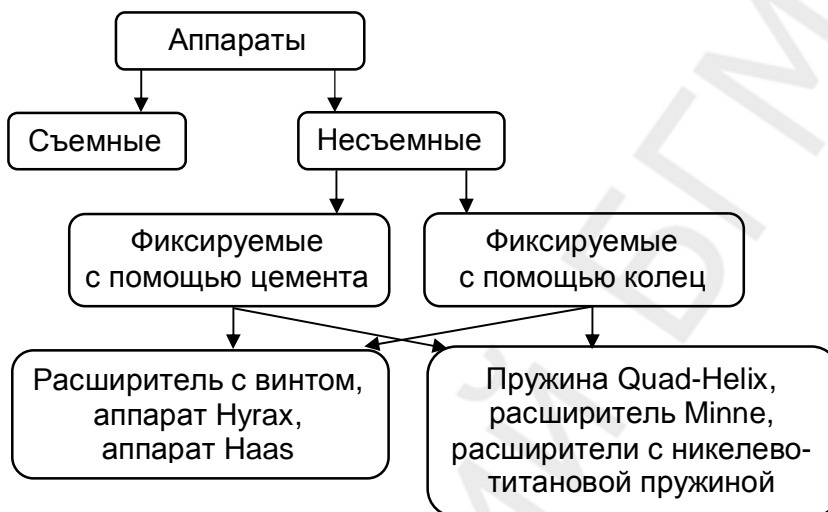 Аппараты
Съемные
Несъемные
Фиксируемые
с помощью цемента
Фиксируемые
с помощью колец
Расширитель с винтом,
аппарат Hyrax,
аппарат Haas
Пружина Quad-Helix,
расширитель Minne,
расширители с никелево-
титановой пружиной